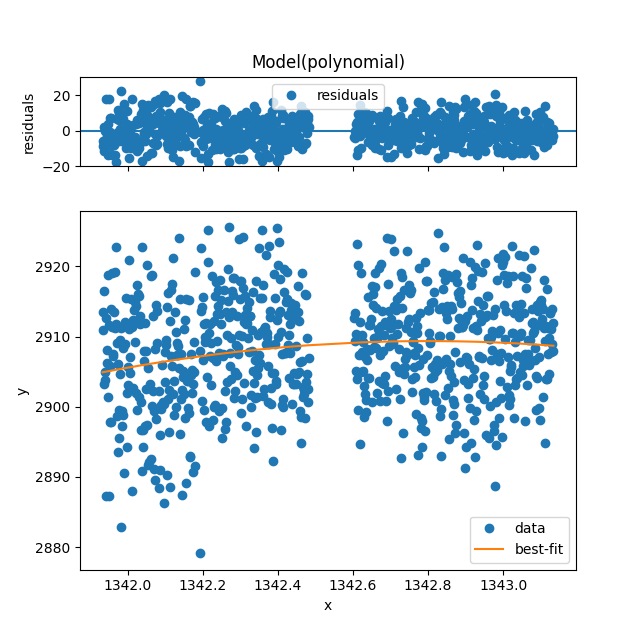 Model(polynomial)
residuals
20
0
−20
residuals
y
2920
2910
2900
2890
2880
data
best-fit
1342.0
1342.2
1342.4
1342.6
1342.8
1343.0
x